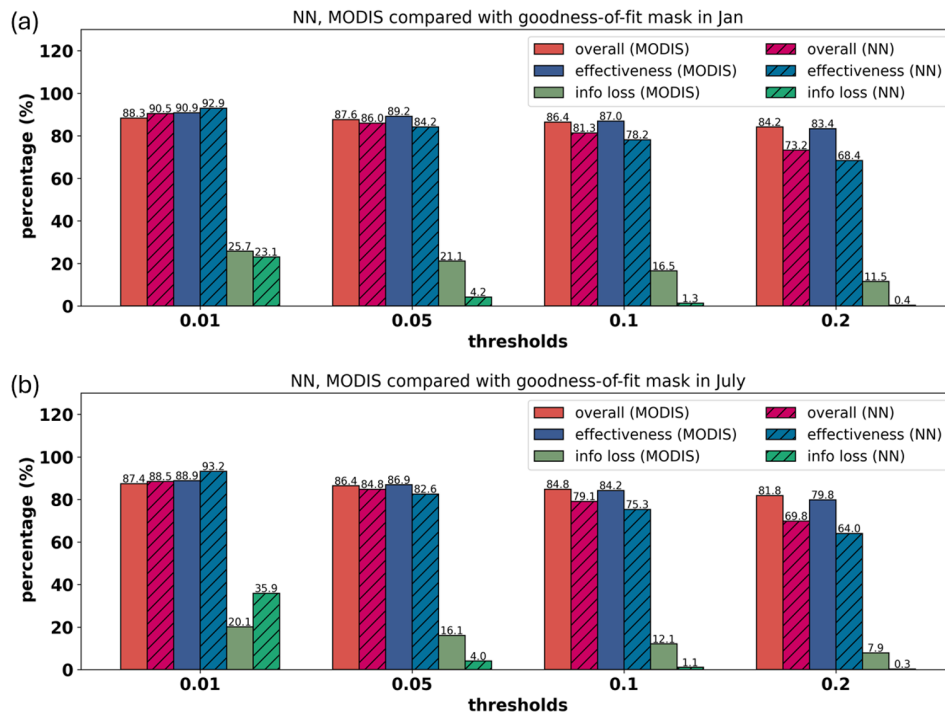 (a)
NN, MODIS compared with goodness-of-fit mask in Jan
percentage (%)
120
100
80
60
40
20
0
overall (MODIS) overall (NN)
effectiveness (MODIS) effectiveness (NN)
info loss (MODIS) info loss (NN)
88.3 90.5 90.9 92.9 25.7 23.1
87.6 86.0 89.2 84.2 21.1 4.2
86.4 81.3 87.0 78.2 16.5 1.3
84.2 73.2 83.4 68.4 11.5 0.4
0.01 0.05 0.1 0.2
thresholds
(b)
NN, MODIS compared with goodness-of-fit mask in July
percentage (%)
120
100
80
60
40
20
0
overall (MODIS) overall (NN)
effectiveness (MODIS) effectiveness (NN)
info loss (MODIS) info loss (NN)
87.4 88.5 88.9 93.2 20.1 35.9
86.4 84.8 86.9 82.6 16.1 4.0
84.8 79.1 84.2 75.3 12.1 1.1
81.8 69.8 79.8 64.0 7.9 0.3
0.01 0.05 0.1 0.2
thresholds